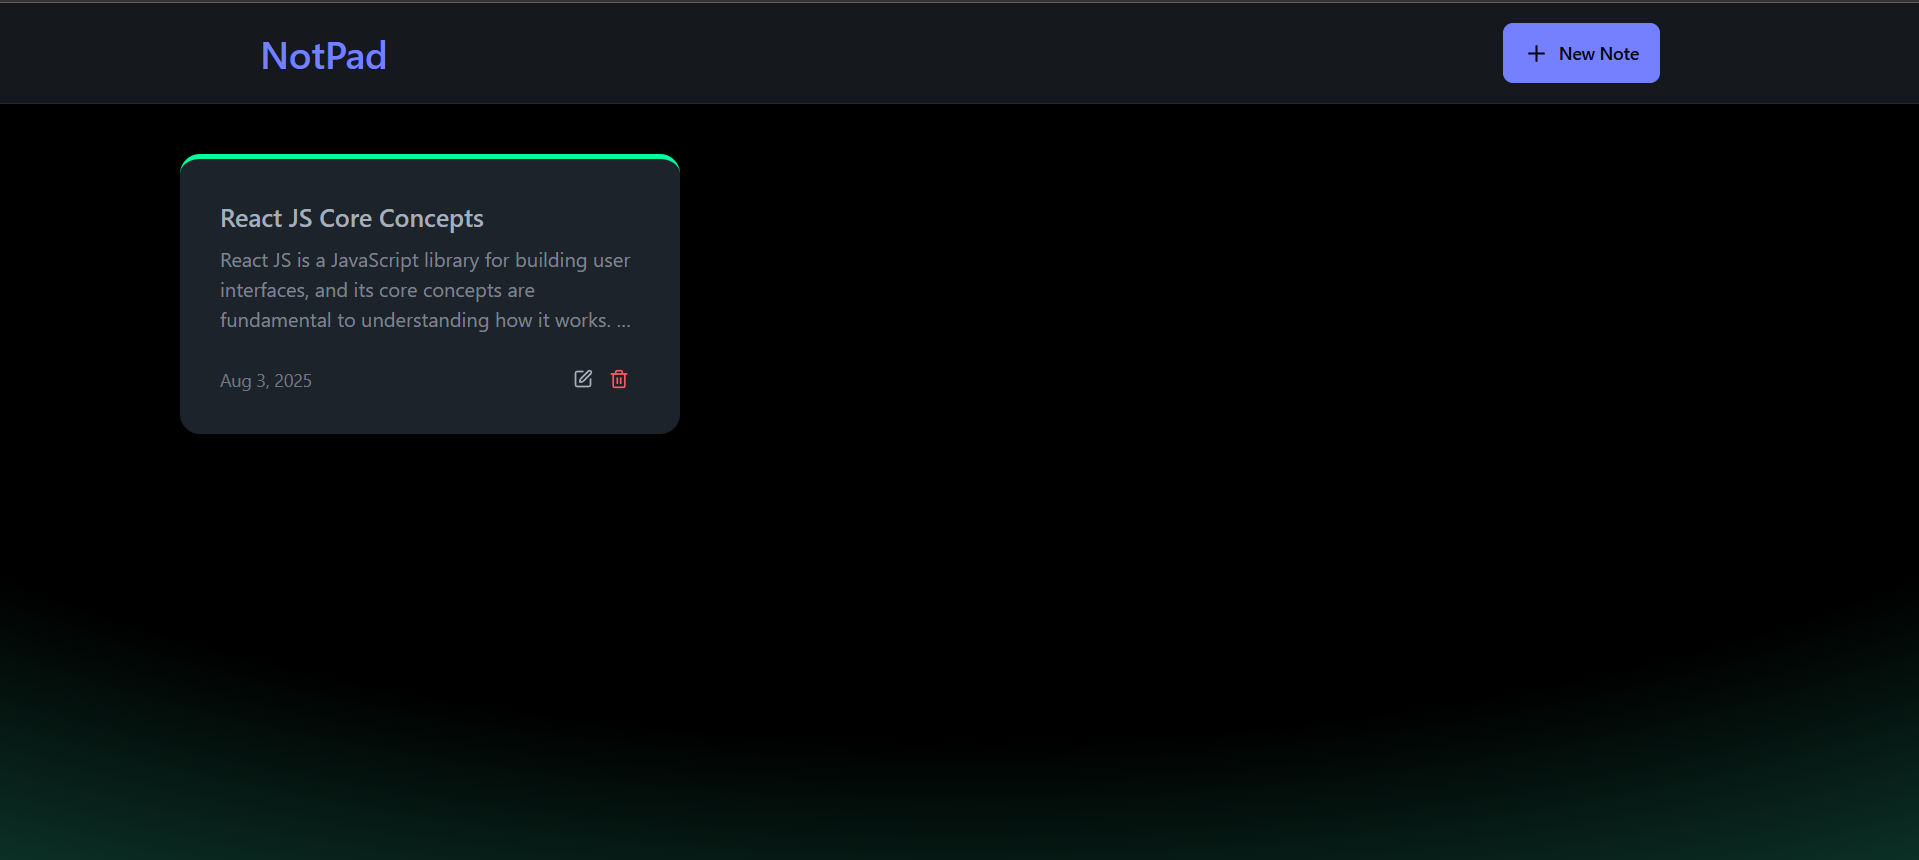 NotPad
New Note
React JS Core Concepts
React JS is a JavaScript library for building user
interfaces, and its core concepts are
fundamental to understanding how it works. ...
Aug 3, 2025